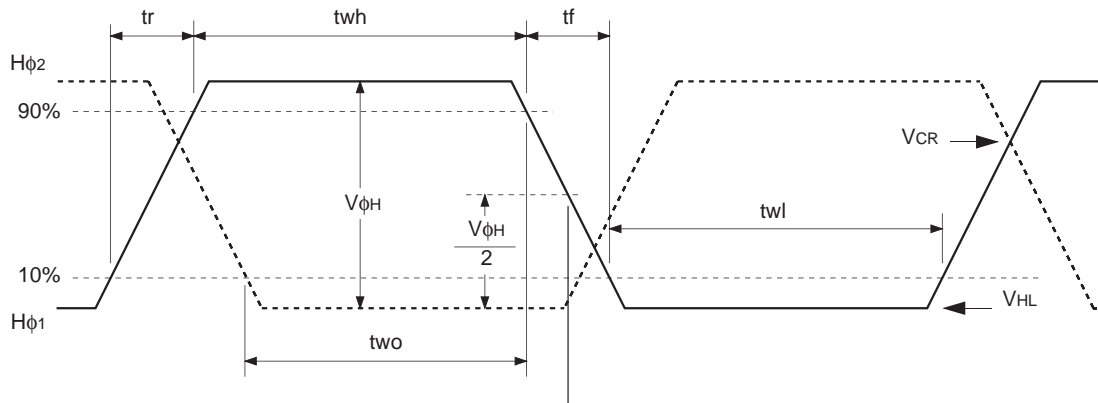 tr
twh
tf
Hϕ2
90%
VCR
VϕH
VϕH
2
twl
10%
VHL
Hϕ1
two